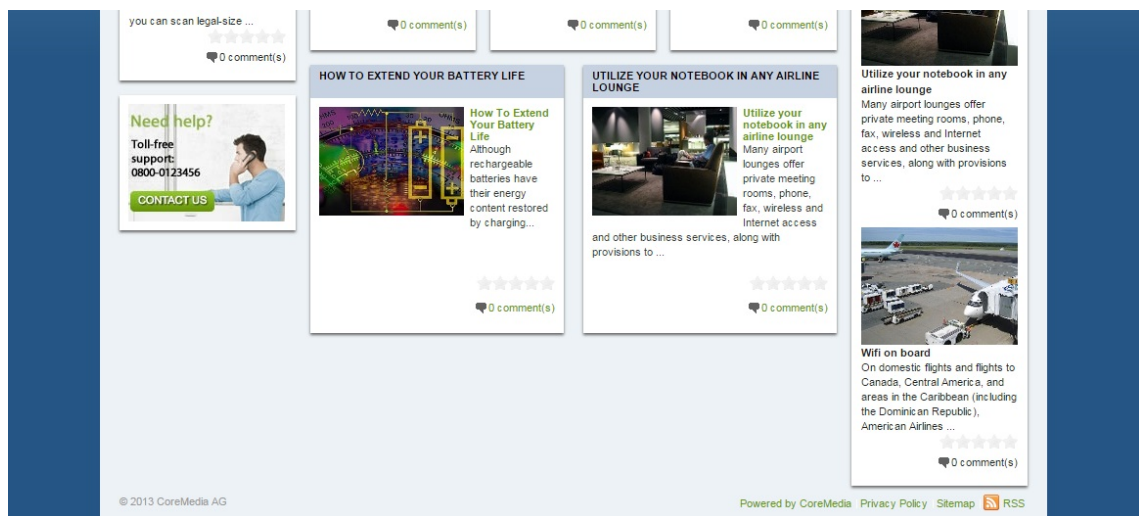 you can scan legal-size ...
0 comment(s)
Need help?
Toll-free
support:
0800-0123456
CONTACT US
0 comment(s)
0 comment(s)
0 comment(s)
HOW TO EXTEND YOUR BATTERY LIFE
How To Extend
Your Battery
Life
Although
rechargeable
batteries have
their energy
content restored
by charging...
0 comment(s)
UTILIZE YOUR NOTEBOOK IN ANY AIRLINE
LOUNGE
Utilize your
notebook in any
airline lounge
Many airport
lounges offer
private meeting
rooms, phone,
fax, wireless and
Internet access
and other business services, along with
provisions to ...
0 comment(s)
Utilize your notebook in any
airline lounge
Many airport lounges offer
private meeting rooms, phone,
fax, wireless and Internet
access and other business
services, along with provisions
to ...
0 comment(s)
Wifi on board
On domestic flights and flights to
Canada, Central America, and
areas in the Caribbean (including
the Dominican Republic),
American Airlines ...
0 comment(s)
© 2013 CoreMedia AG
Powered by CoreMedia Privacy Policy Sitemap RSS